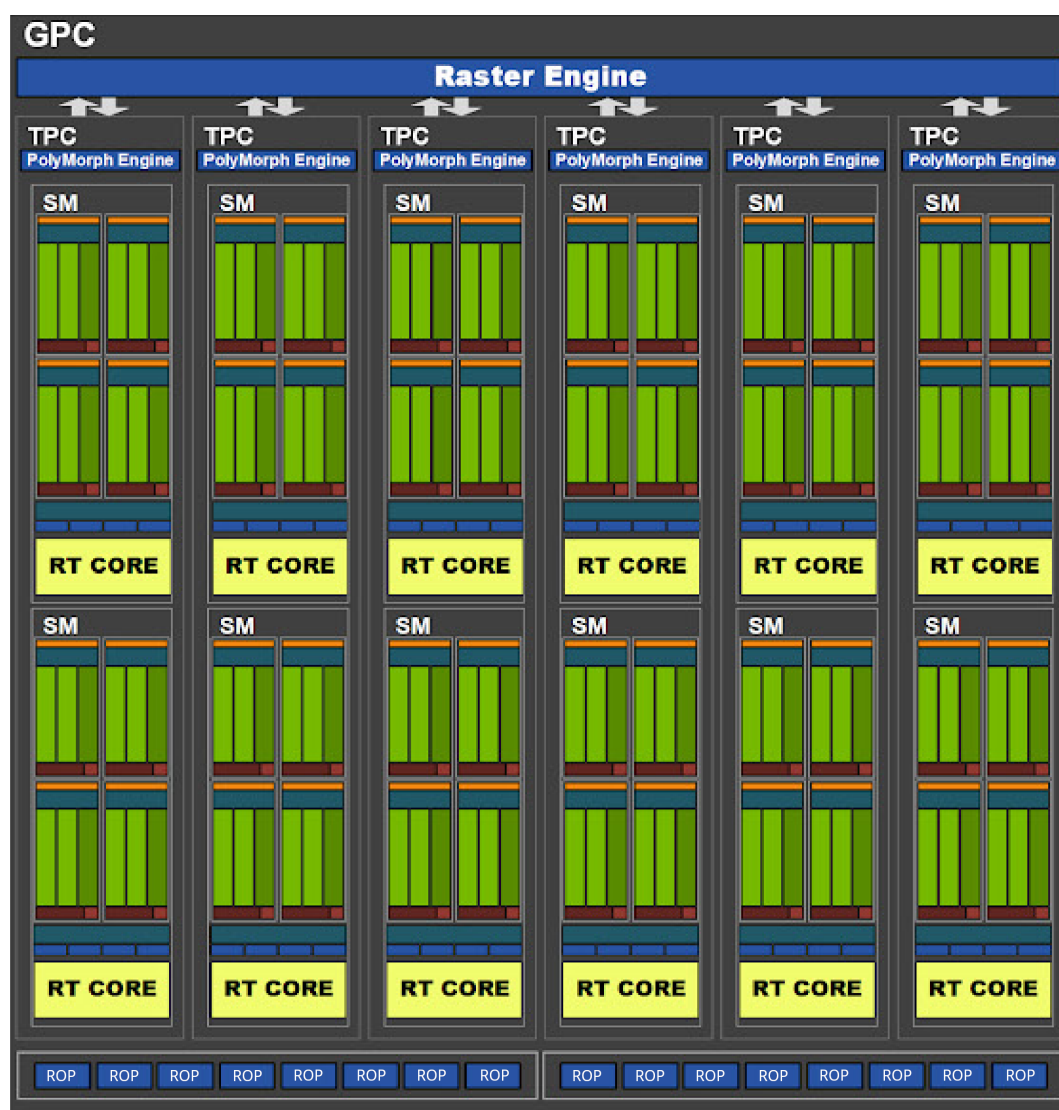 GPC
Raster Engine
TPC TPC TPC TPC TPC TPC
PolyMorph Engine PolyMorph Engine PolyMorph Engine PolyMorph Engine PolyMorph Engine PolyMorph Engine
SM SM SM SM SM SM
RT CORE RT CORE RT CORE RT CORE RT CORE RT CORE
SM SM SM SM SM SM
RT CORE RT CORE RT CORE RT CORE RT CORE RT CORE
ROP ROP ROP ROP ROP ROP ROP ROP ROP ROP ROP ROP ROP ROP ROP ROP